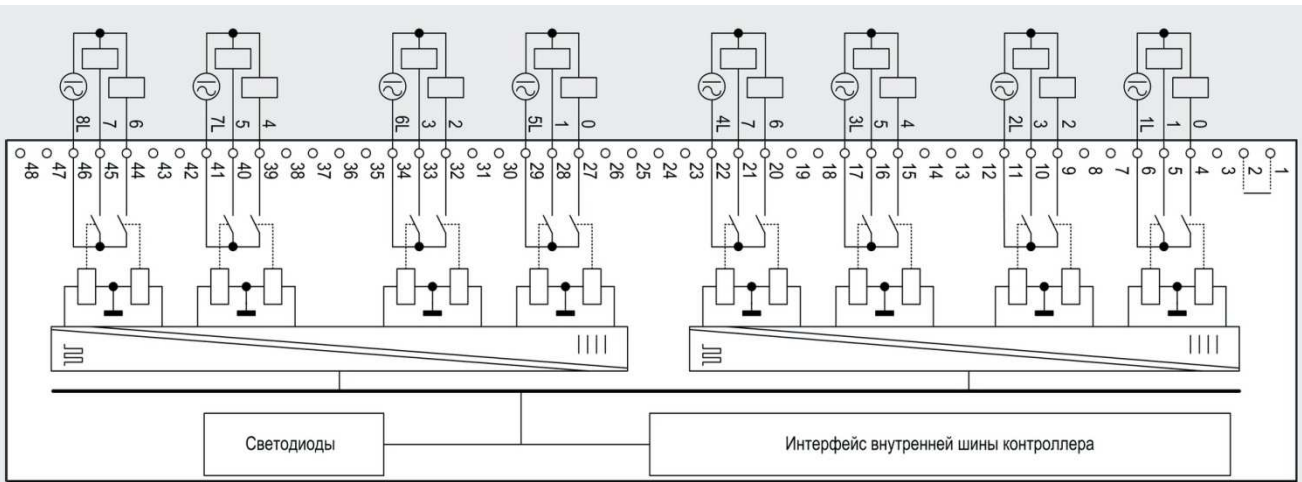 8L 7 6 7L 5 4 6L 3 2 5L 1 0 4L 7 6 3L 5 4 2L 3 2 1L 1 0
48 47 46 45 44 43 42 41 40 39 38 37 36 35 34 33 32 31 30 29 28 27 26 25 24 23 22 21 20 19 18 17 16 15 14 13 12 11 10 9 8 7 6 5 4 3 2 1
Светодиоды
Интерфейс внутренней шины контроллера